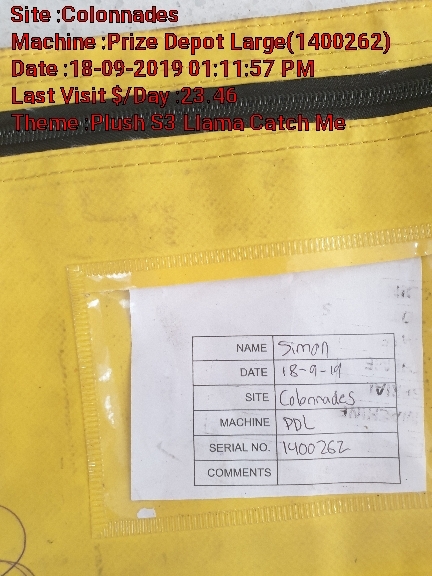 Site :Colonnades
Machine :Prize Depot Large(1400262)
Date :18-09-2019 01:11:57 PM
Last Visit $/Day :23.46
Theme :Plush S3 Llama Catch Me
NAME Simon
DATE 18-9-19
SITE Colonnades
MACHINE PDL
SERIAL NO. 1400262
COMMENTS